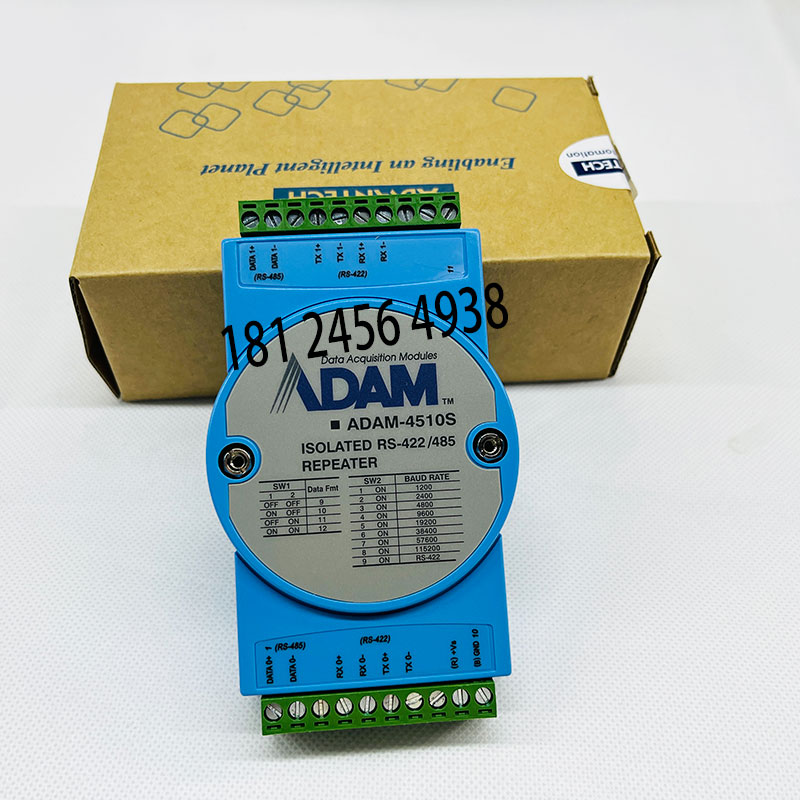 Enabling an Intelligent Planet
TECH
tomation
ADVANTECH
DATA 1+
DATA 1-
(RS-485)
TX 1+
TX 1-
RX 1+
RX 1-
(RS-422)
11
181 2456 4938
Data Acquisition Modules
ADAM™
■ ADAM-4510S
ISOLATED RS-422/485
REPEATER
SW1 Data Fmt
1 2
OFF OFF 9
ON OFF 10
OFF ON 11
ON ON 12
SW2 BAUD RATE
1 ON 1200
2 ON 2400
3 ON 4800
4 ON 9600
5 ON 19200
6 ON 38400
7 ON 57600
8 ON 115200
9 ON RS-422
1 (RS-485)
(RS-422)
DATA 0+
DATA 0-
RX 0+
RX 0-
TX 0+
TX 0-
(R) +Vs
(B) GND 10